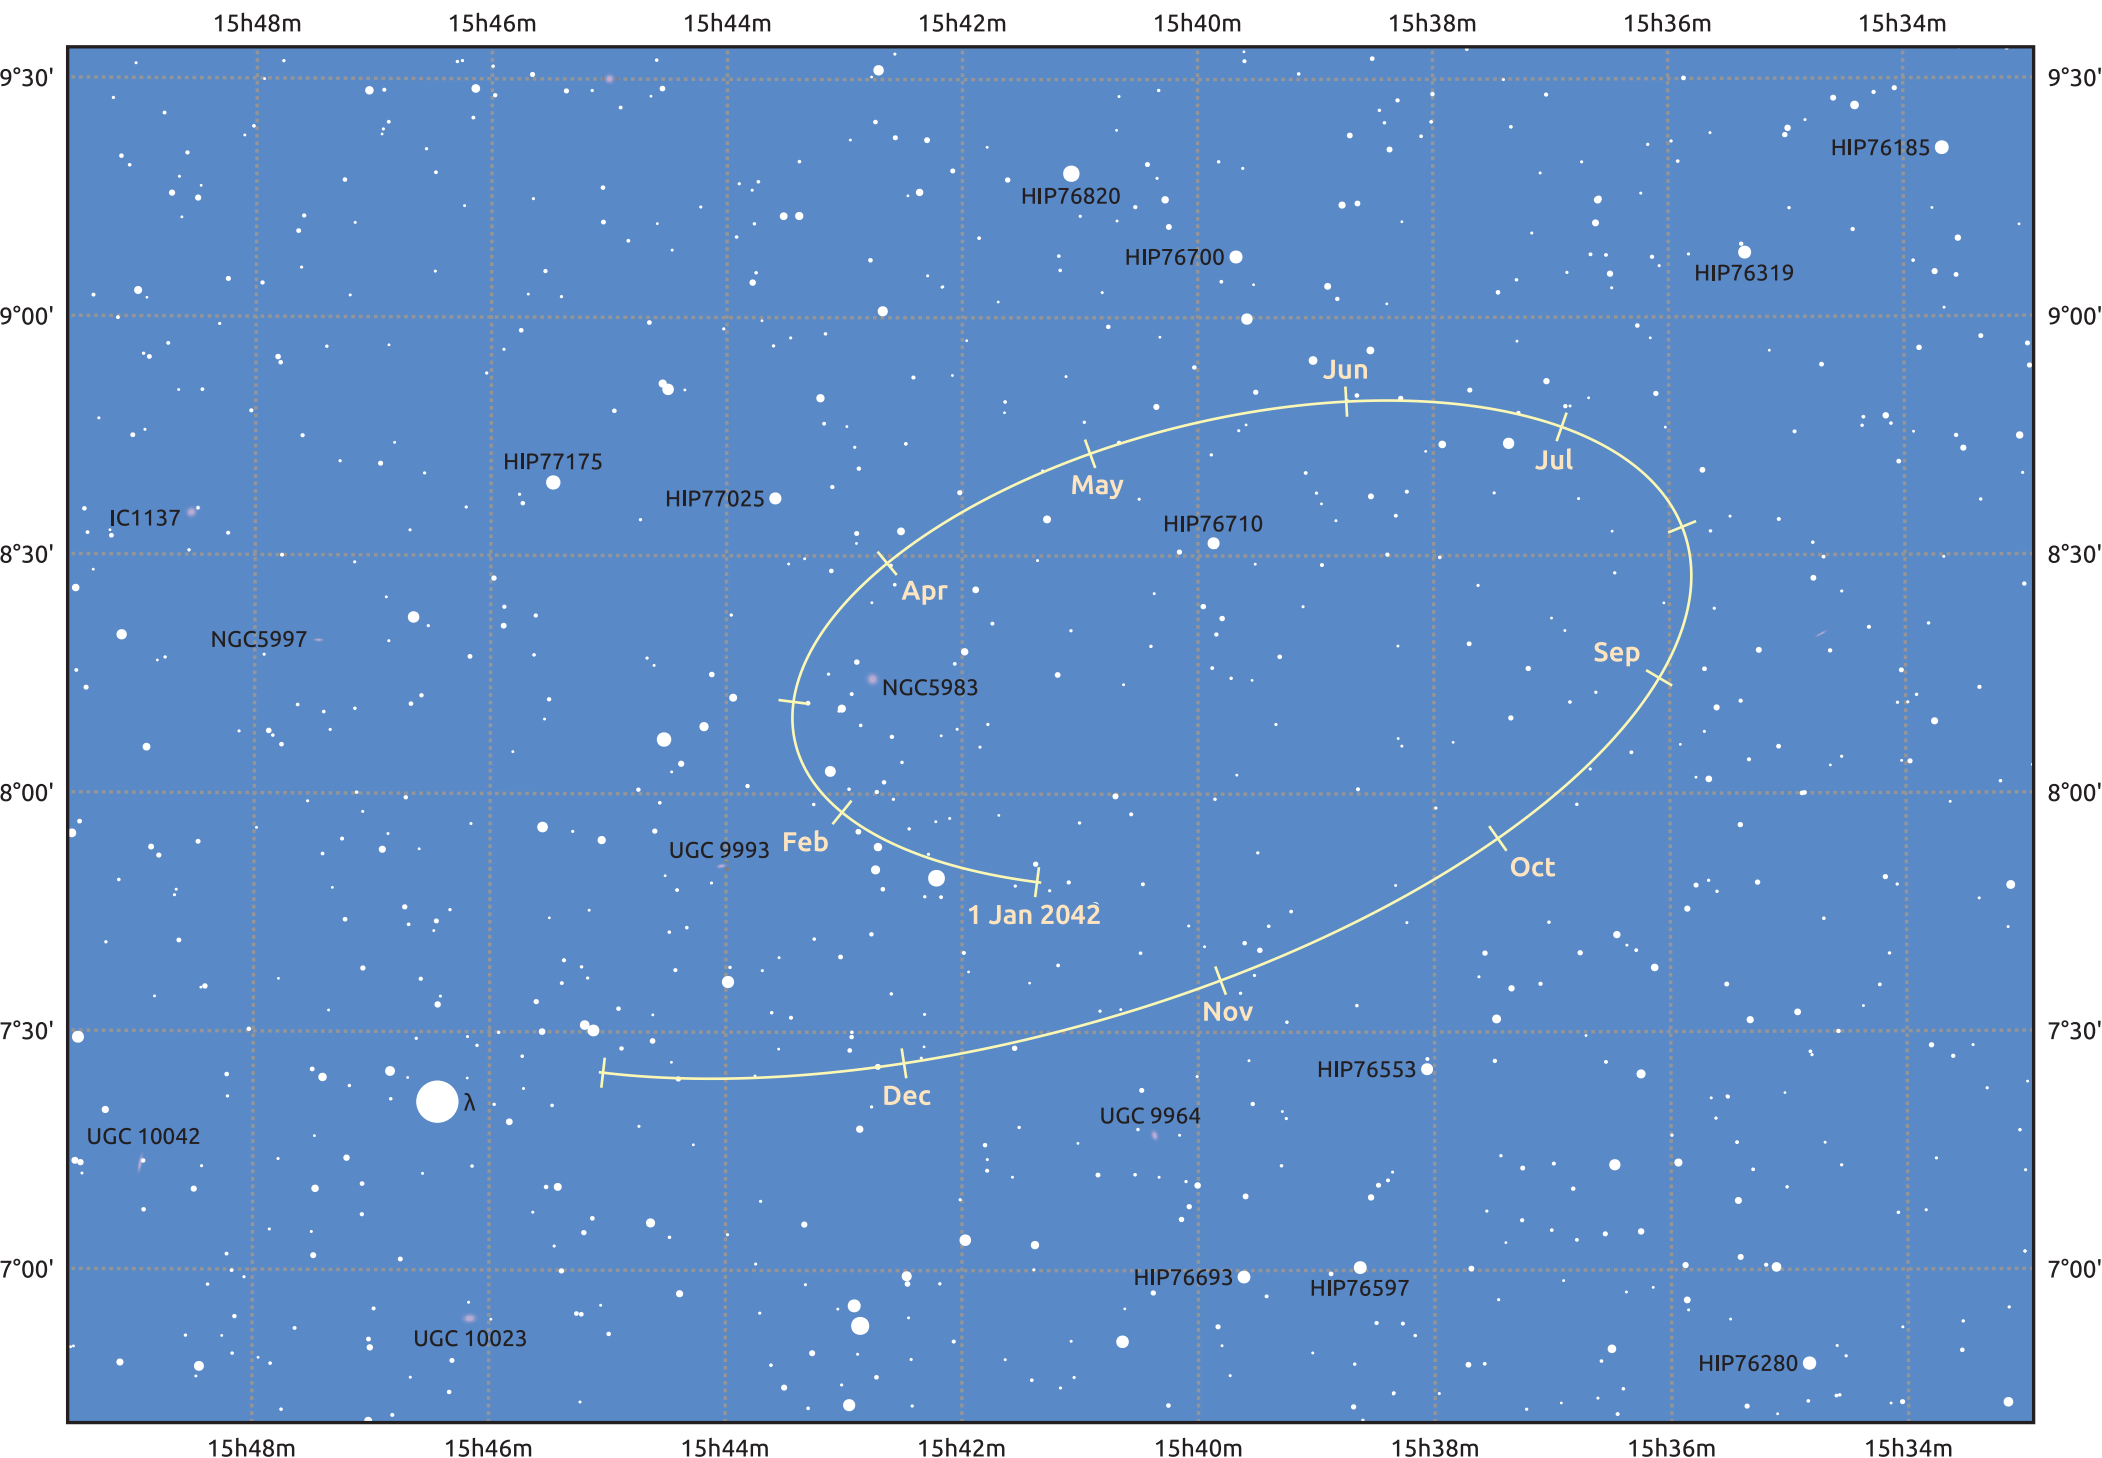 15h48m 15h46m 15h44m 15h42m 15h40m 15h38m 15h36m 15h34m
9°30' 9°30'
HIP76185
HIP76820
HIP76700
HIP76319
9°00' 9°00'
Jun
HIP77175
Jul
May
HIP77025
IC1137
HIP76710
8°30' 8°30'
Apr
NGC5997
Sep
NGC5983
8°00' 8°00'
Feb
UGC 9993
Oct
1 Jan 2042
Nov
7°30' 7°30'
HIP76553
Dec
λ
UGC 9964
UGC 10042
7°00' 7°00'
HIP76693
HIP76597
UGC 10023
HIP76280
15h48m 15h46m 15h44m 15h42m 15h40m 15h38m 15h36m 15h34m